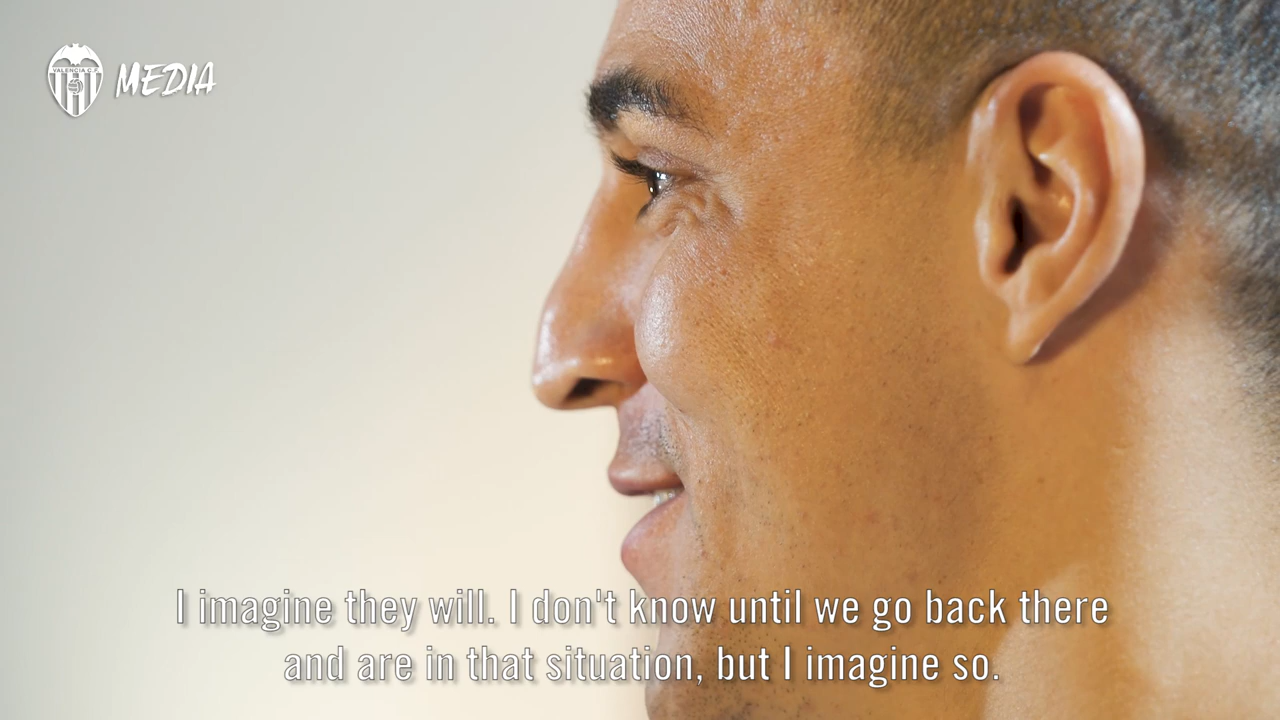 VALENCIA C.F.
MEDIA
I imagine they will. I don't know until we go back there
and are in that situation, but I imagine so.